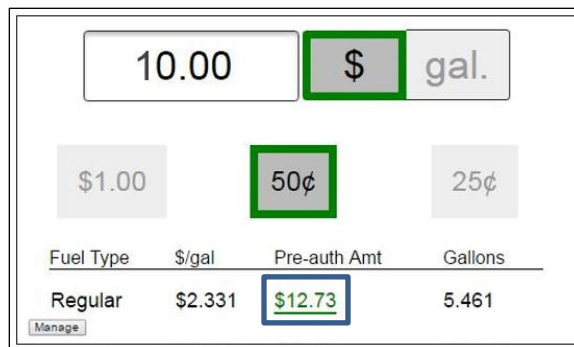 10.00 $ gal.
$1.00 50¢ 25¢
Fuel Type $/gal Pre-auth Amt Gallons
Regular $2.331 $12.73 5.461
Manage